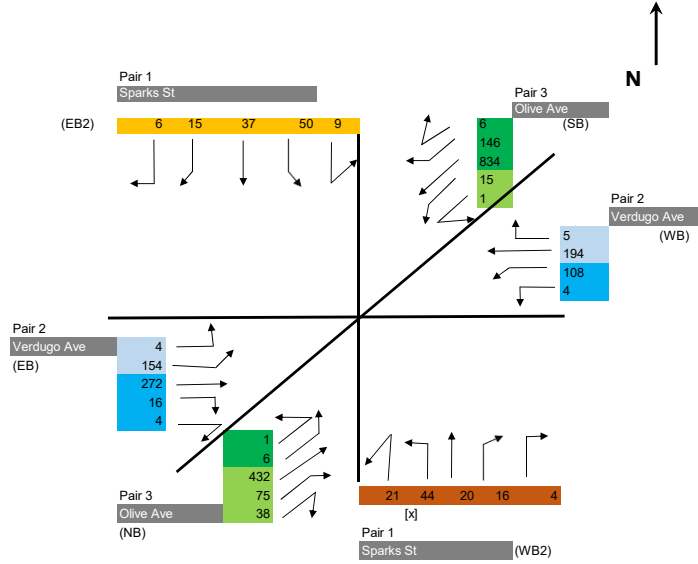 N
Pair 1
Sparks St
(EB2)
6 15 37 50 9
Pair 3
Olive Ave
(SB)
6
146
834
15
1
Pair 2
Verdugo Ave
(WB)
5
194
108
4
Pair 2
Verdugo Ave
(EB)
4
154
272
16
4
1
6
432
75
38
Pair 3
Olive Ave
(NB)
21 44 20 16 4
[x]
Pair 1
Sparks St
(WB2)